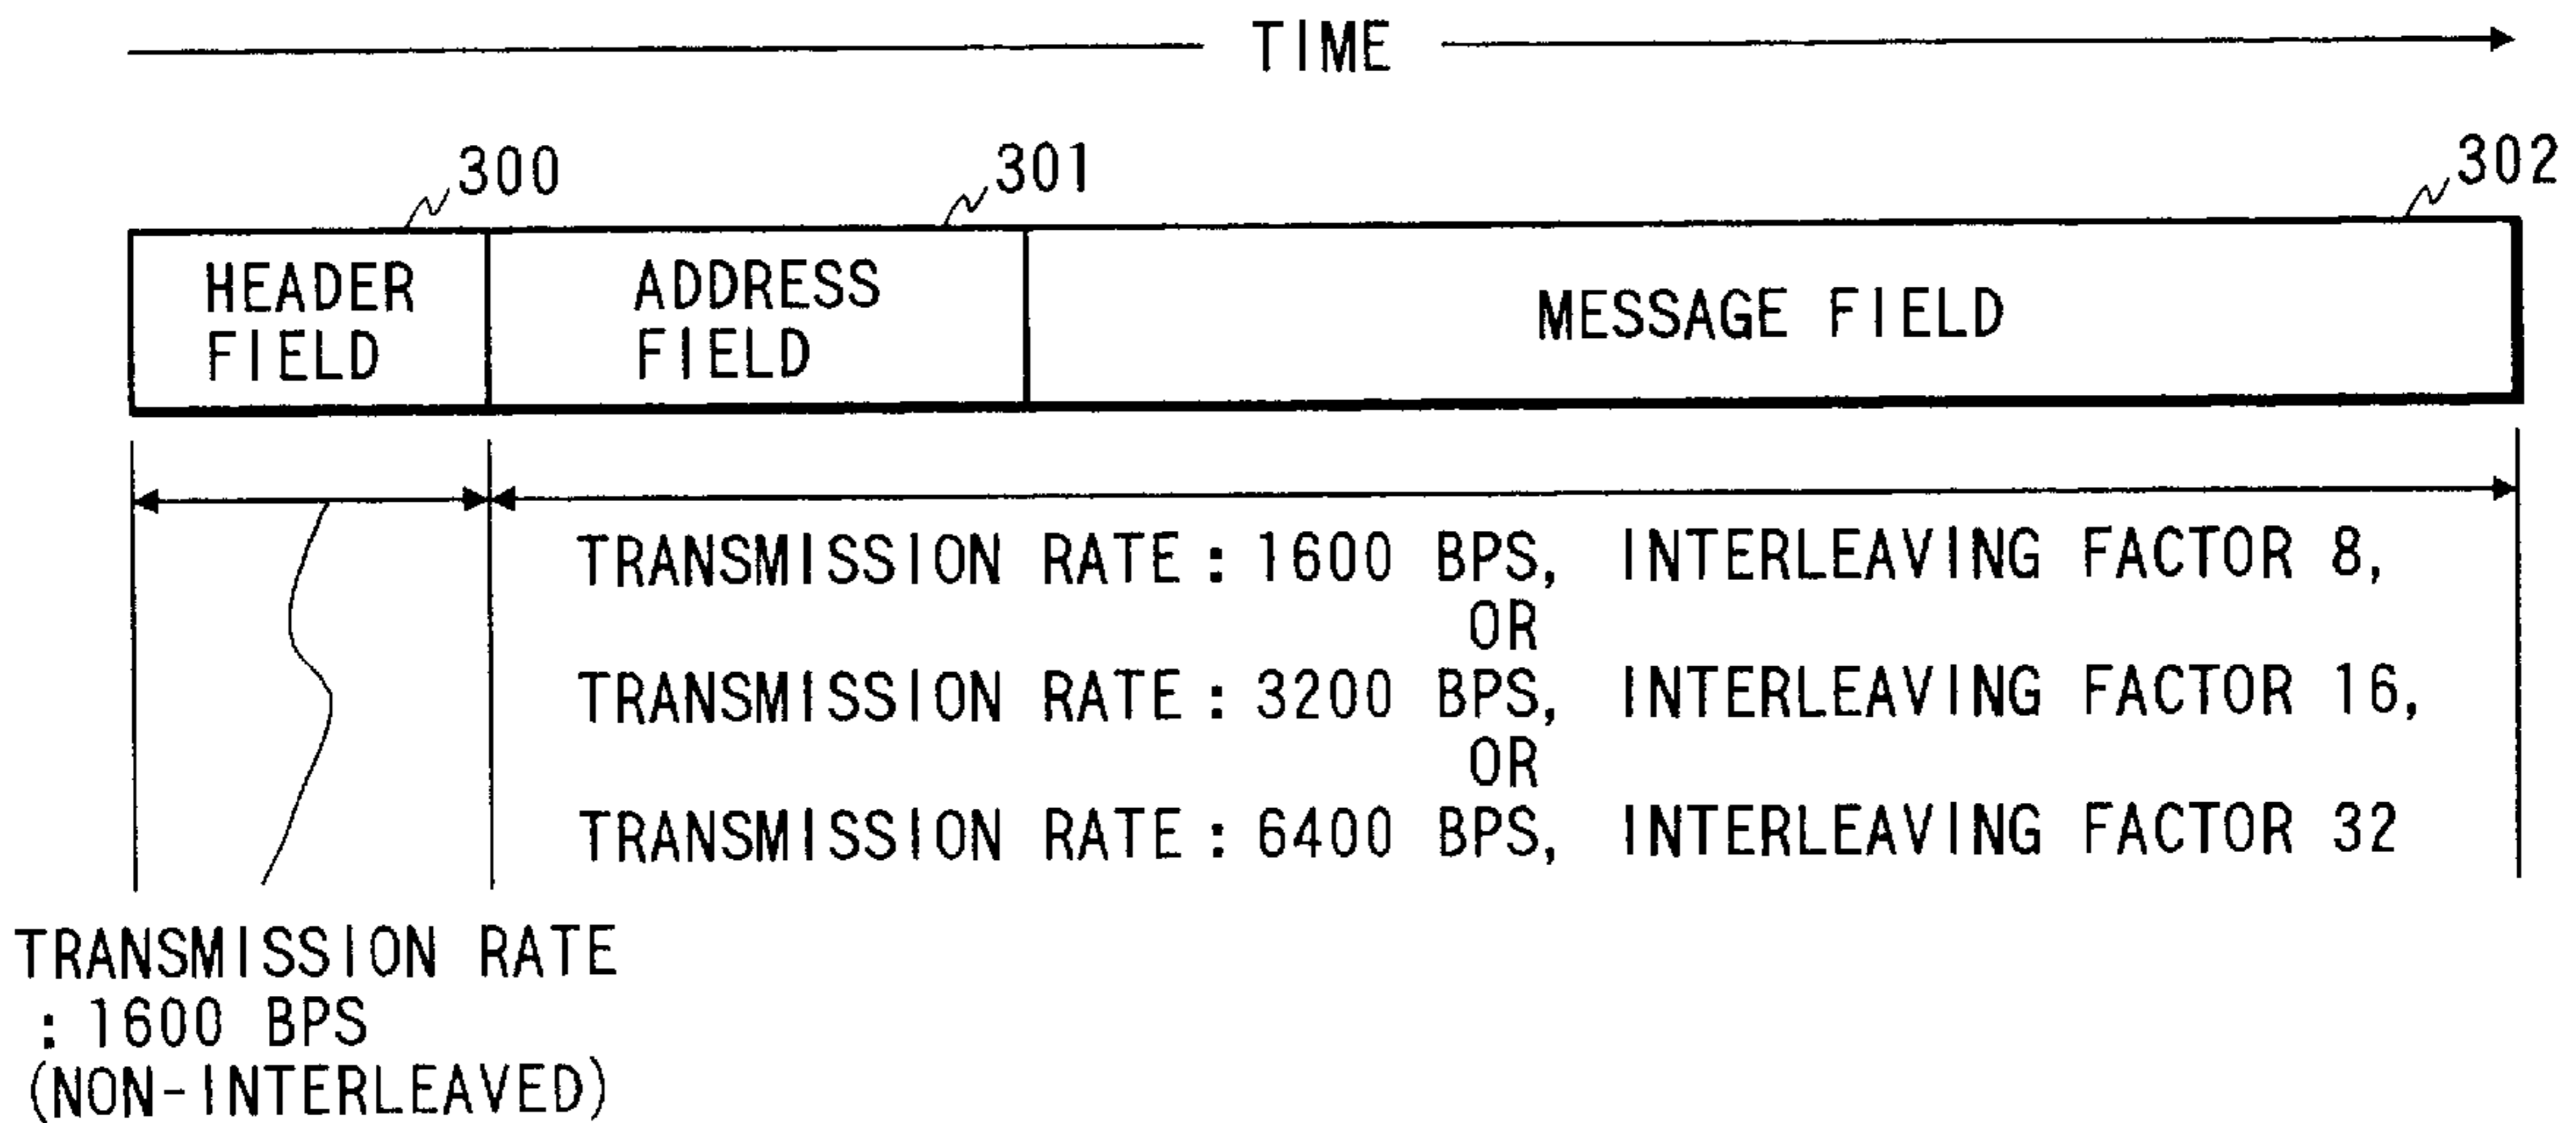 TIME
300
301
302
HEADER
FIELD
ADDRESS
FIELD
MESSAGE FIELD
TRANSMISSION RATE : 1600 BPS, INTERLEAVING FACTOR 8,
OR
TRANSMISSION RATE : 3200 BPS, INTERLEAVING FACTOR 16,
OR
TRANSMISSION RATE : 6400 BPS, INTERLEAVING FACTOR 32
TRANSMISSION RATE
: 1600 BPS
(NON-INTERLEAVED)